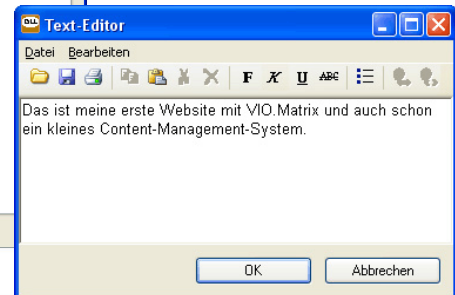 Text-Editor
Datei Bearbeiten
F K U ABC
Das ist meine erste Website mit VIO.Matrix und auch schon
ein kleines Content-Management-System.
OK Abbrechen